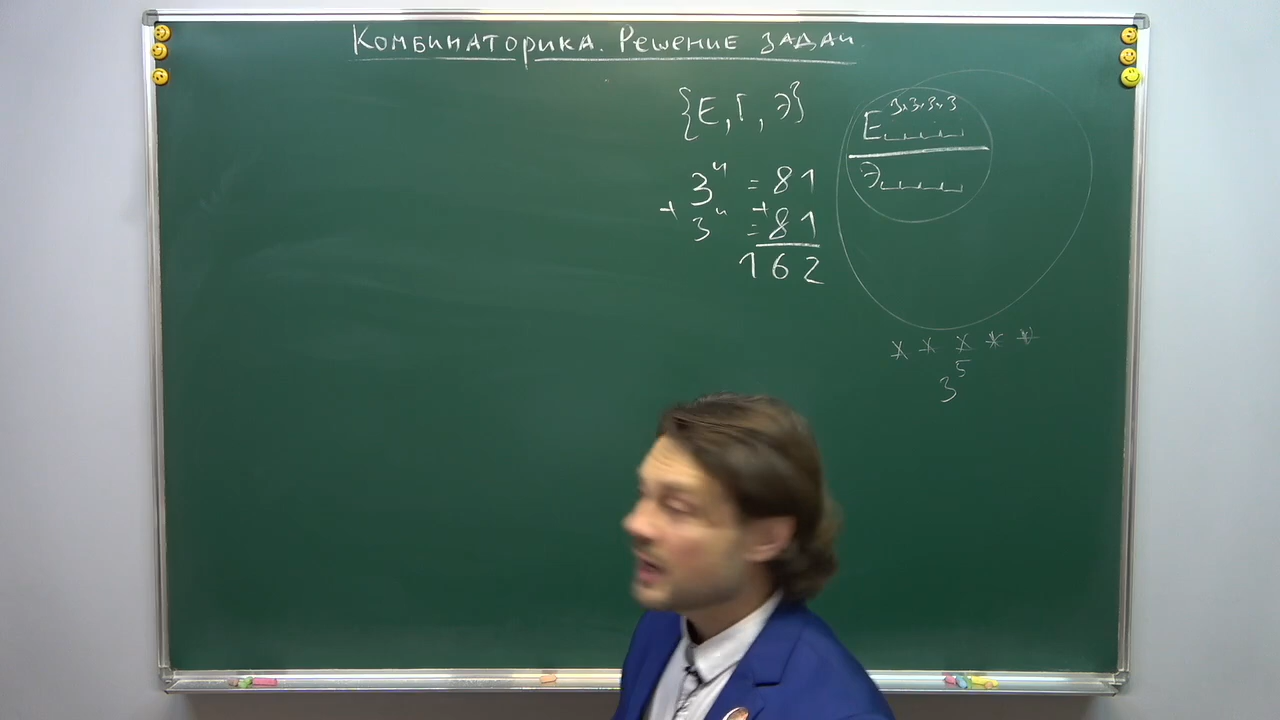 Комбинаторика. Решение задач
{Е, Г, Э}
3⁴ = 81
+ 3⁴ = + 81
162
3×3×3×3
Е _ _ _ _
Э _ _ _ _
* * * * *
3⁵